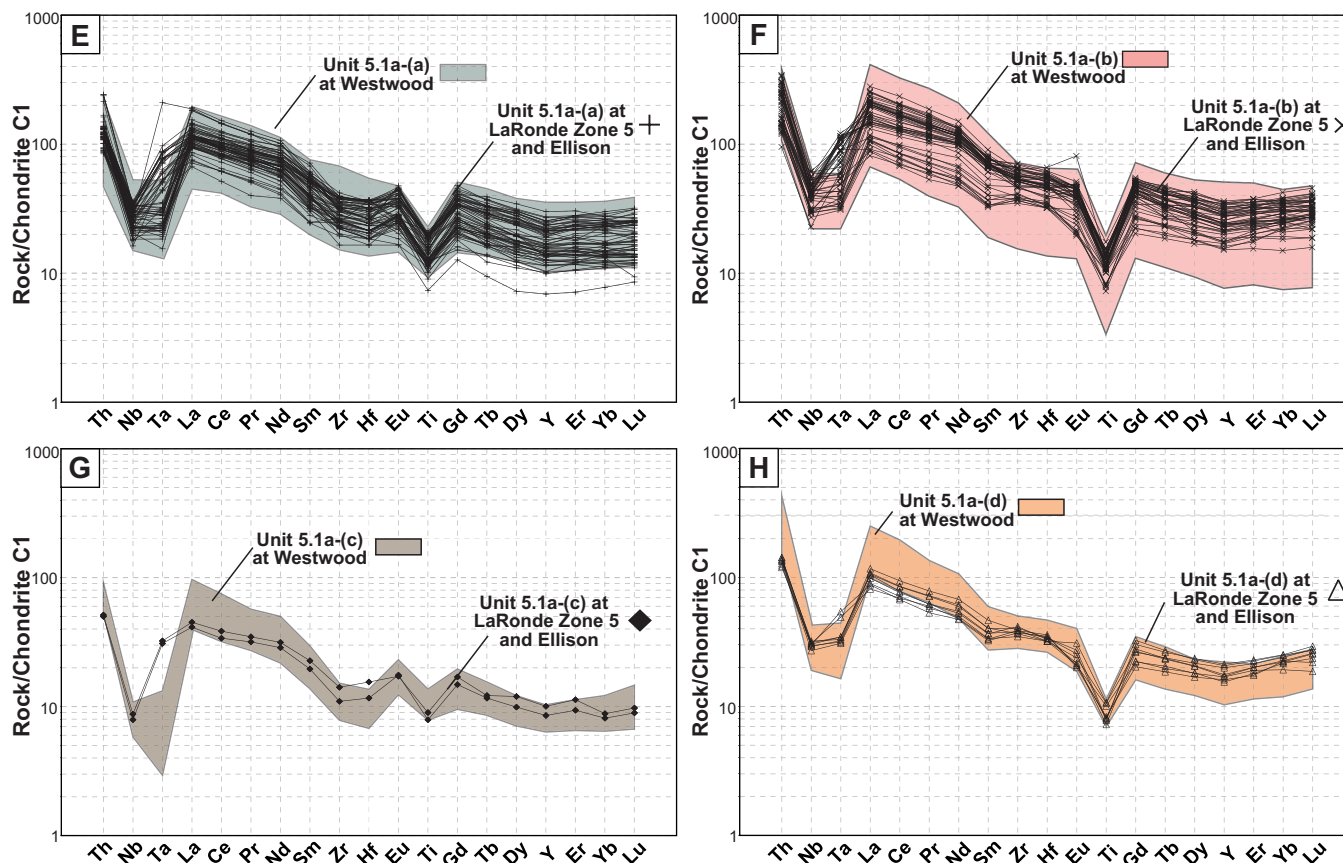 E
1000
100
10
1
Rock/Chondrite C1
Unit 5.1a-(a)
at Westwood
Unit 5.1a-(a) at
LaRonde Zone 5
and Ellison
Th Nb Ta La Ce Pr Nd Sm Zr Hf Eu Ti Gd Tb Dy Y Er Yb Lu
F
1000
100
10
1
Rock/Chondrite C1
Unit 5.1a-(b)
at Westwood
Unit 5.1a-(b) at
LaRonde Zone 5
and Ellison
Th Nb Ta La Ce Pr Nd Sm Zr Hf Eu Ti Gd Tb Dy Y Er Yb Lu
G
1000
100
10
1
Rock/Chondrite C1
Unit 5.1a-(c)
at Westwood
Unit 5.1a-(c) at
LaRonde Zone 5
and Ellison
Th Nb Ta La Ce Pr Nd Sm Zr Hf Eu Ti Gd Tb Dy Y Er Yb Lu
H
1000
100
10
1
Rock/Chondrite C1
Unit 5.1a-(d)
at Westwood
Unit 5.1a-(d) at
LaRonde Zone 5
and Ellison
Th Nb Ta La Ce Pr Nd Sm Zr Hf Eu Ti Gd Tb Dy Y Er Yb Lu